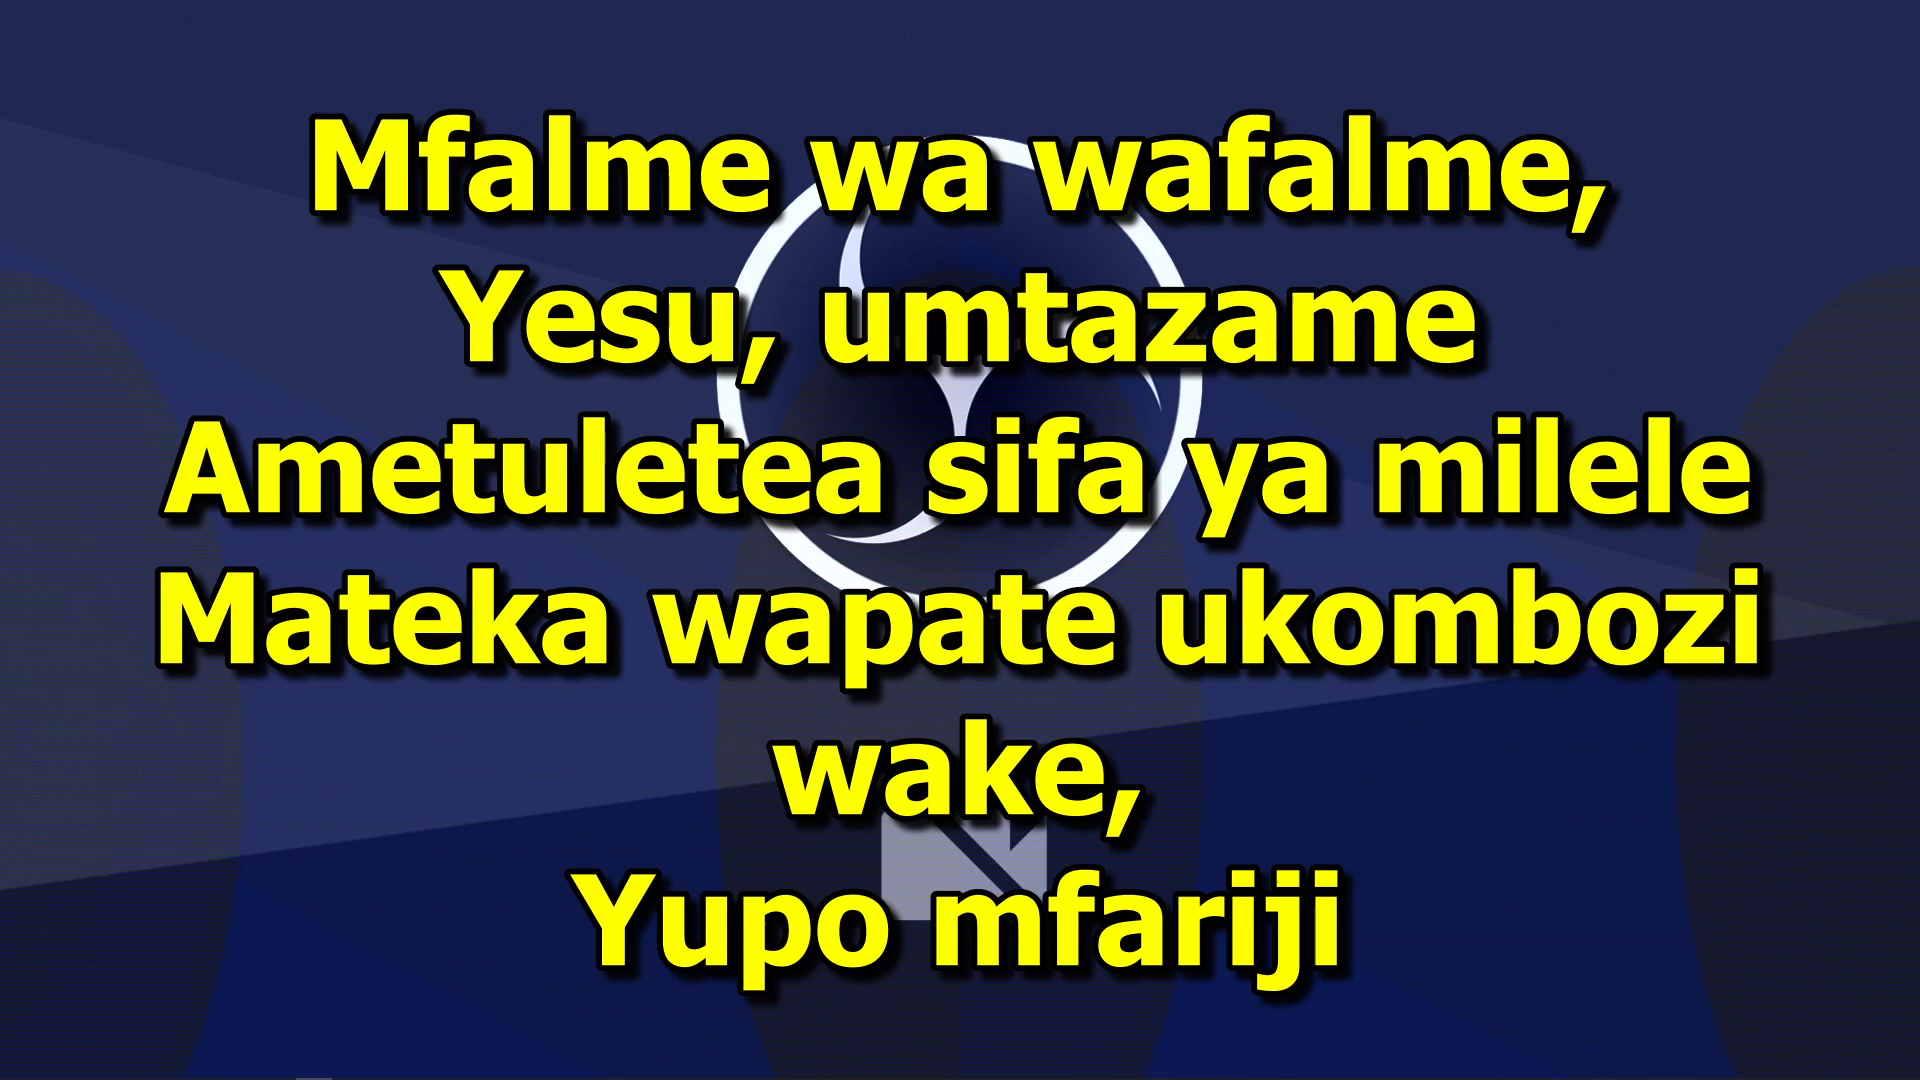 Mfalme wa wafalme,
Yesu, umtazame
Ametuletea sifa ya milele
Mateka wapate ukombozi
wake,
Yupo mfariji